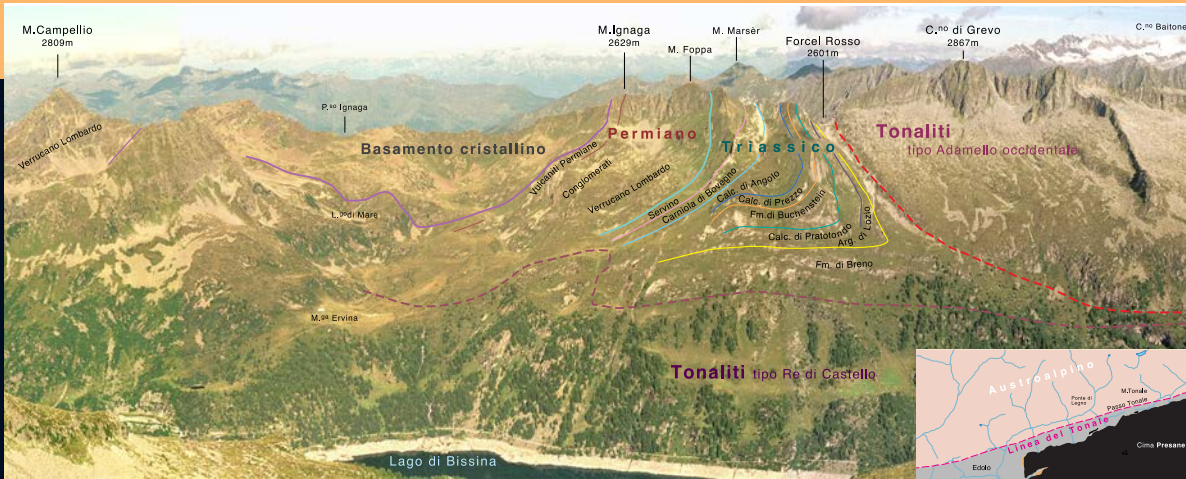 M.Campellio
2809m
M.Ignaga
2629m
M. Foppa
M. Marsèr
Forcel Rosso
2601m
C.no di Grevo
2867m
C.no Baitone
P.so Ignaga
Verrucano Lombardo
Basamento cristallino
Permiano
Triassico
Tonaliti
tipo Adamello occidentale
Vulcaniti Permiane
Conglomerati
Verrucano Lombardo
Servino
Carniola di Bovegno
Calc. di Angolo
Calc. di Prezzo
Fm.di Buchenstein
Calc. di Pratotondo
Arg. di Lozio
Fm. di Breno
L.go di Mare
M.ga Ervina
Tonaliti tipo Re di Castello
Lago di Bissina
Austroalpino
Ponte di
Legno
M.Tonale
Passo Tonale
Linea del Tonale
Edolo
Cima Presane